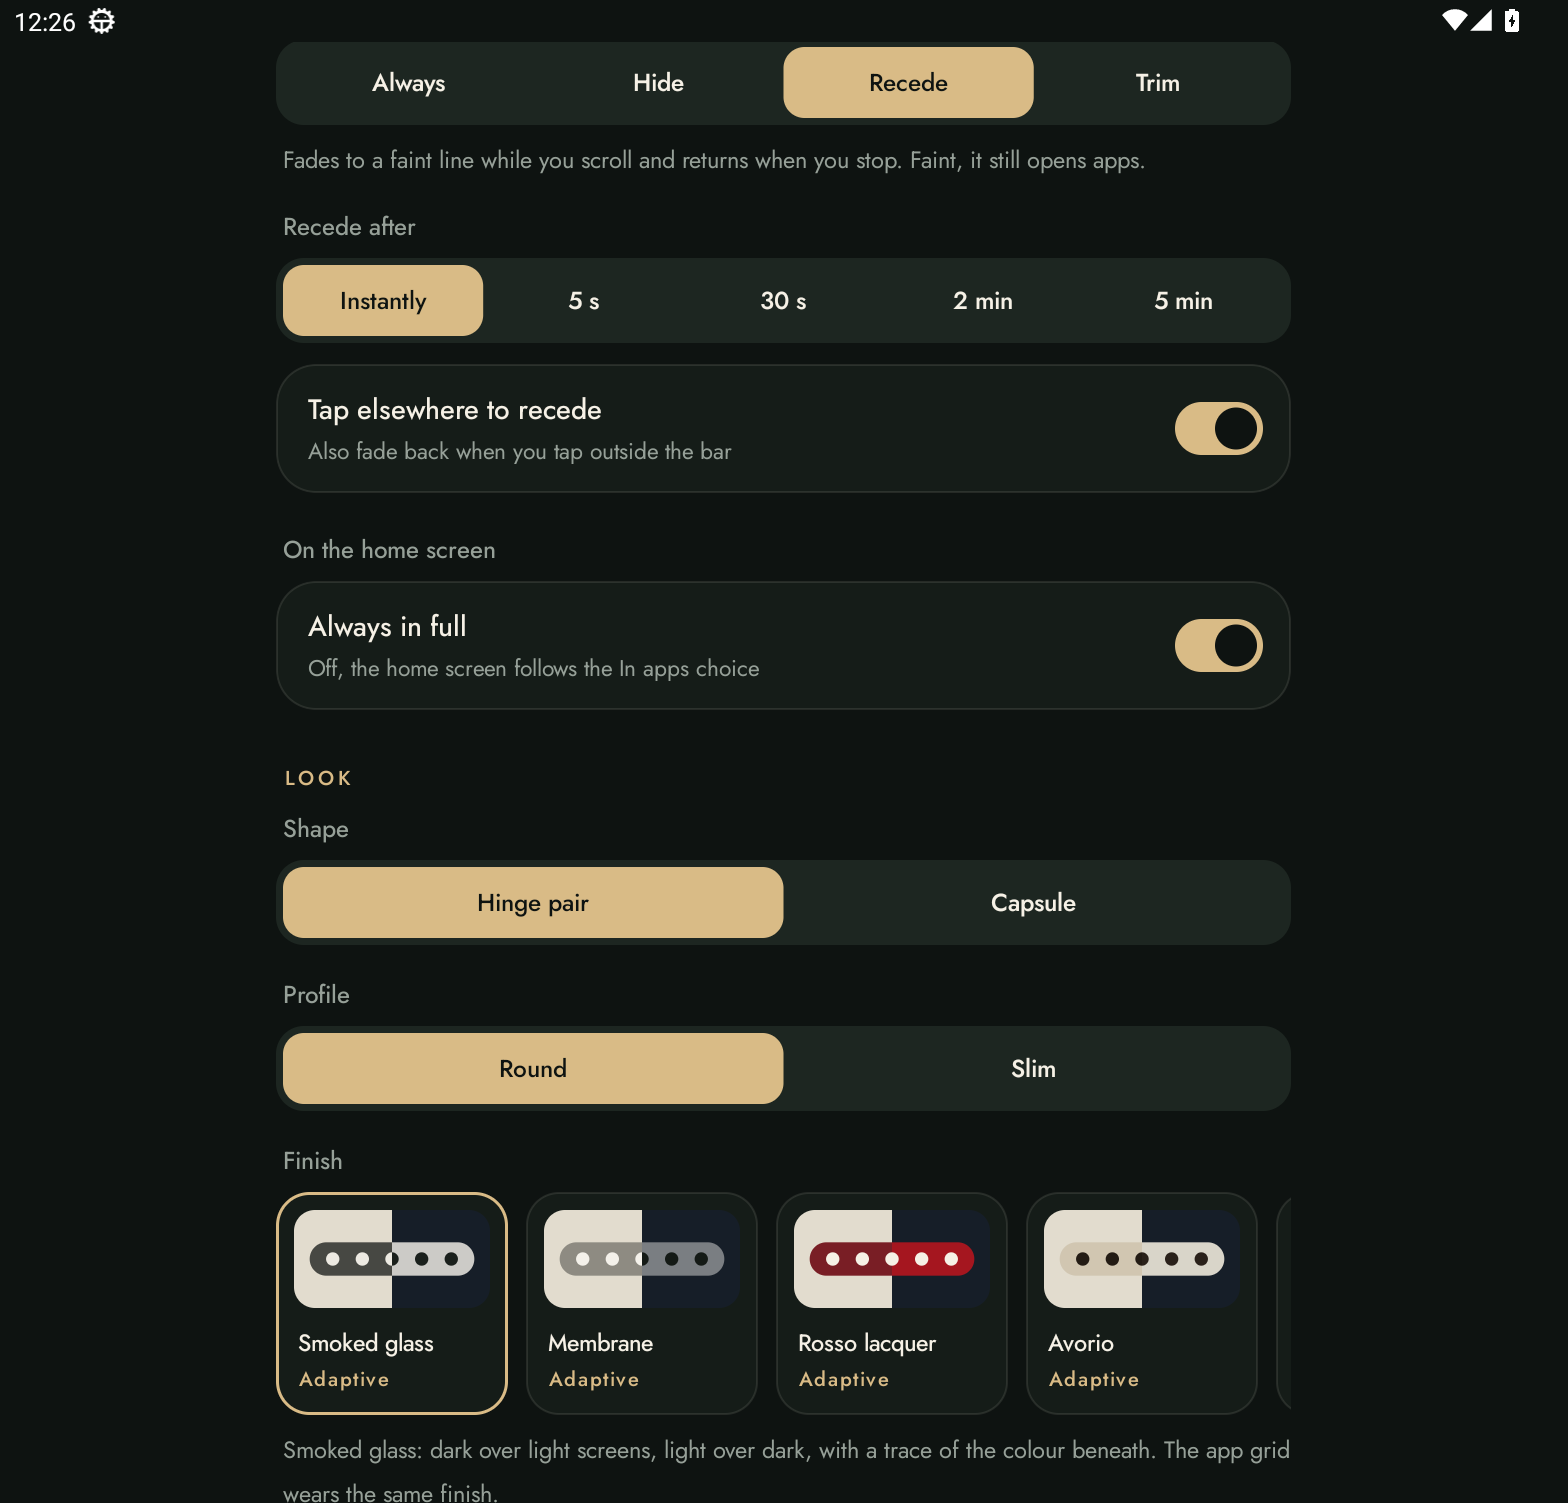 12:26
Always Hide Recede Trim
Fades to a faint line while you scroll and returns when you stop. Faint, it still opens apps.
Recede after
Instantly 5 s 30 s 2 min 5 min
Tap elsewhere to recede
Also fade back when you tap outside the bar
On the home screen
Always in full
Off, the home screen follows the In apps choice
LOOK
Shape
Hinge pair Capsule
Profile
Round Slim
Finish
Smoked glass Membrane Rosso lacquer Avorio
Adaptive Adaptive Adaptive Adaptive
Smoked glass: dark over light screens, light over dark, with a trace of the colour beneath. The app grid
wears the same finish.